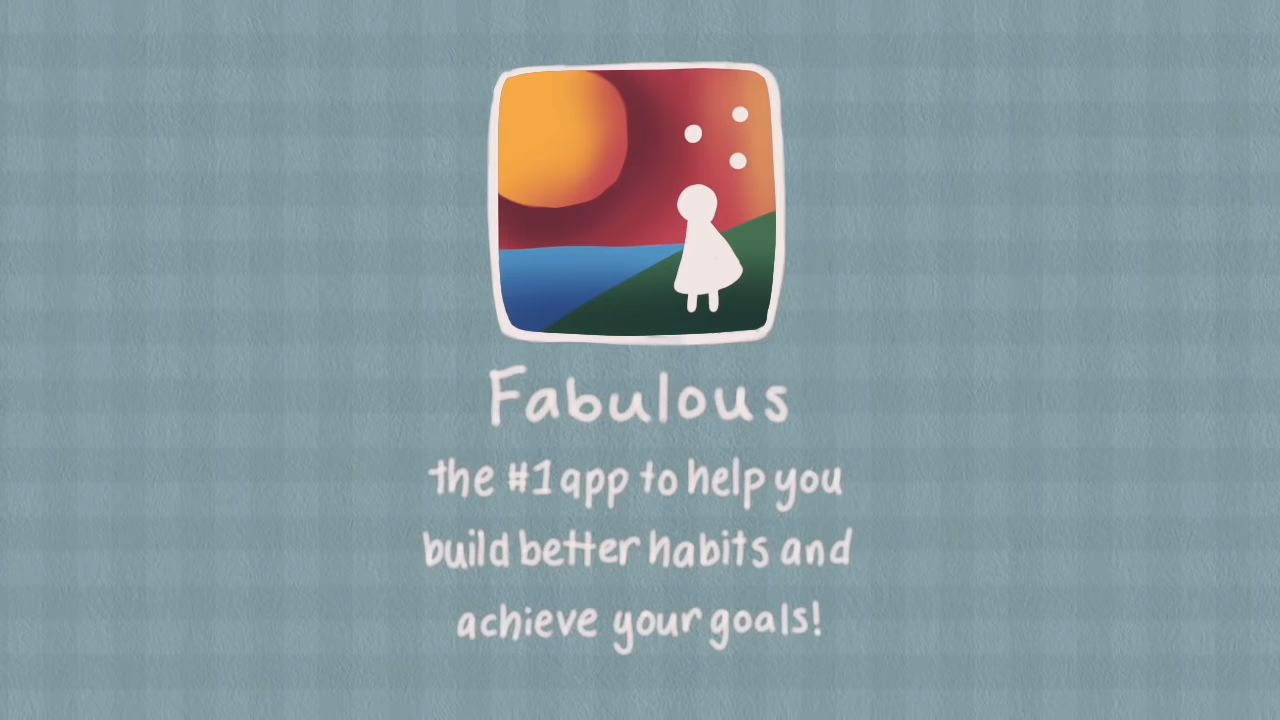 Fabulous
the #1 app to help you
build better habits and
achieve your goals!